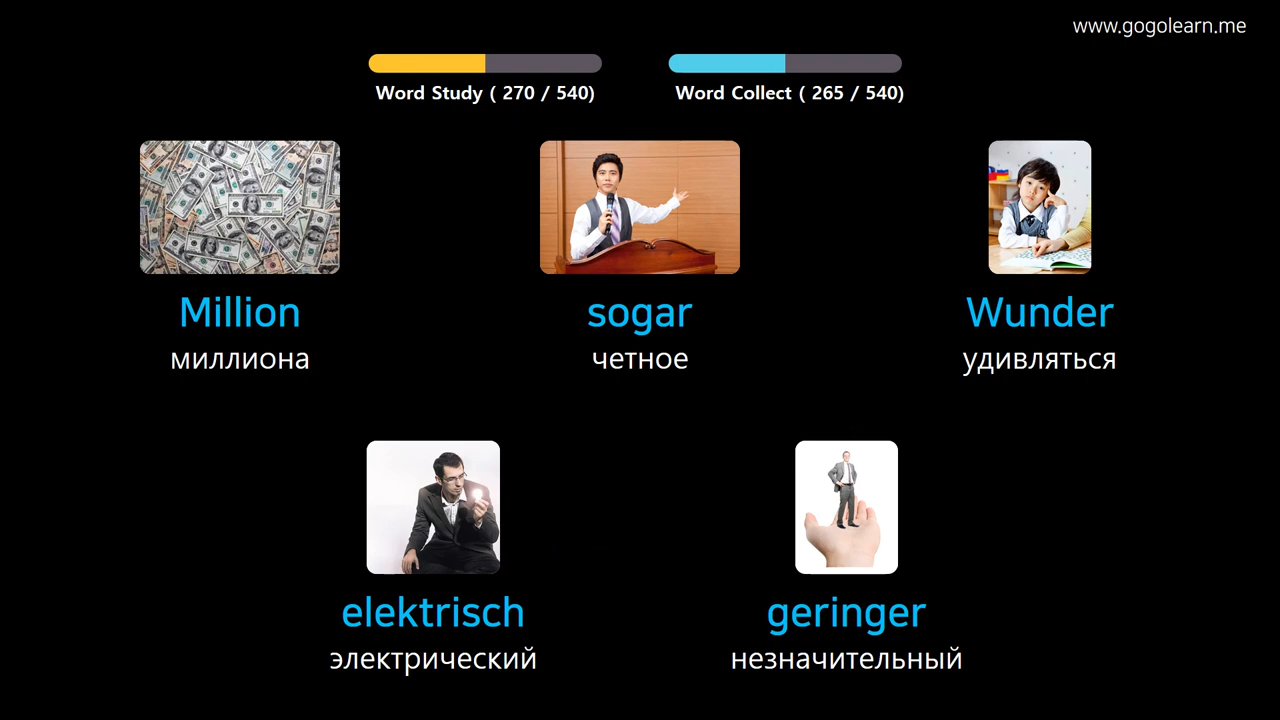 www.gogolearn.me
Word Study ( 270 / 540)
Word Collect ( 265 / 540)
Million
миллиона
sogar
четное
Wunder
удивляться
elektrisch
электрический
geringer
незначительный